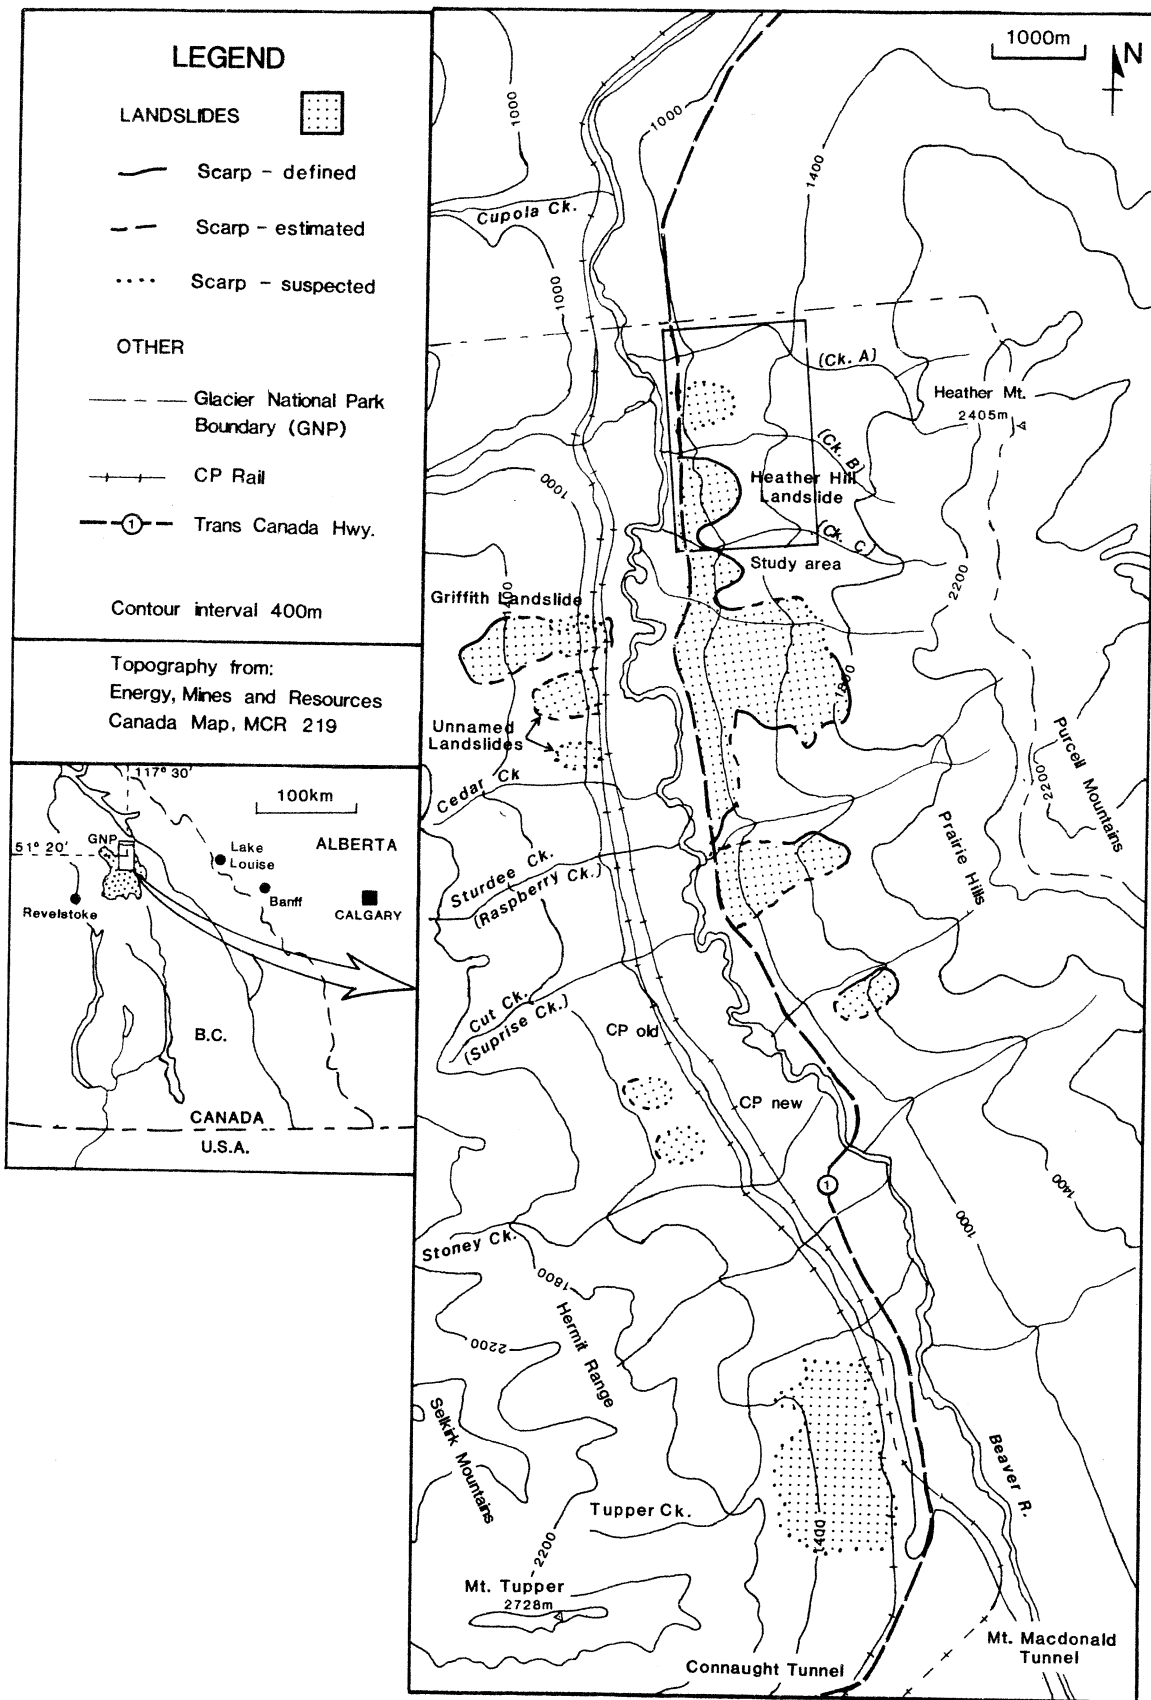 LEGEND
LANDSLIDES
Scarp - defined
Scarp - estimated
Scarp - suspected
OTHER
Glacier National Park
Boundary (GNP)
CP Rail
1
Trans Canada Hwy.
Contour interval 400m
Topography from:
Energy, Mines and Resources
Canada Map, MCR 219
117° 30'
100km
GNP
51° 20'
Lake
Louise
ALBERTA
Banff
Revelstoke
CALGARY
B.C.
CANADA
U.S.A.
1000m
N
1000
1000
1400
Cupola Ck.
1000
(Ck. A)
Heather Mt.
2405m
(Ck. B)
Heather Hill
Landslide
1000
(Ck. C)
Study area
2200
Griffith Landslide
1400
1800
Unnamed
Landslides
Purcell Mountains
2200
Cedar Ck
Prairie Hills
Sturdee Ck.
(Raspberry Ck.)
Cut Ck.
(Suprise Ck.)
CP old
CP new
1
1400
1000
Stoney Ck.
1800
Hermit Range
2200
Selkirk Mountains
Beaver R.
Tupper Ck.
1400
2200
Mt. Tupper
2728m
Mt. Macdonald
Tunnel
Connaught Tunnel